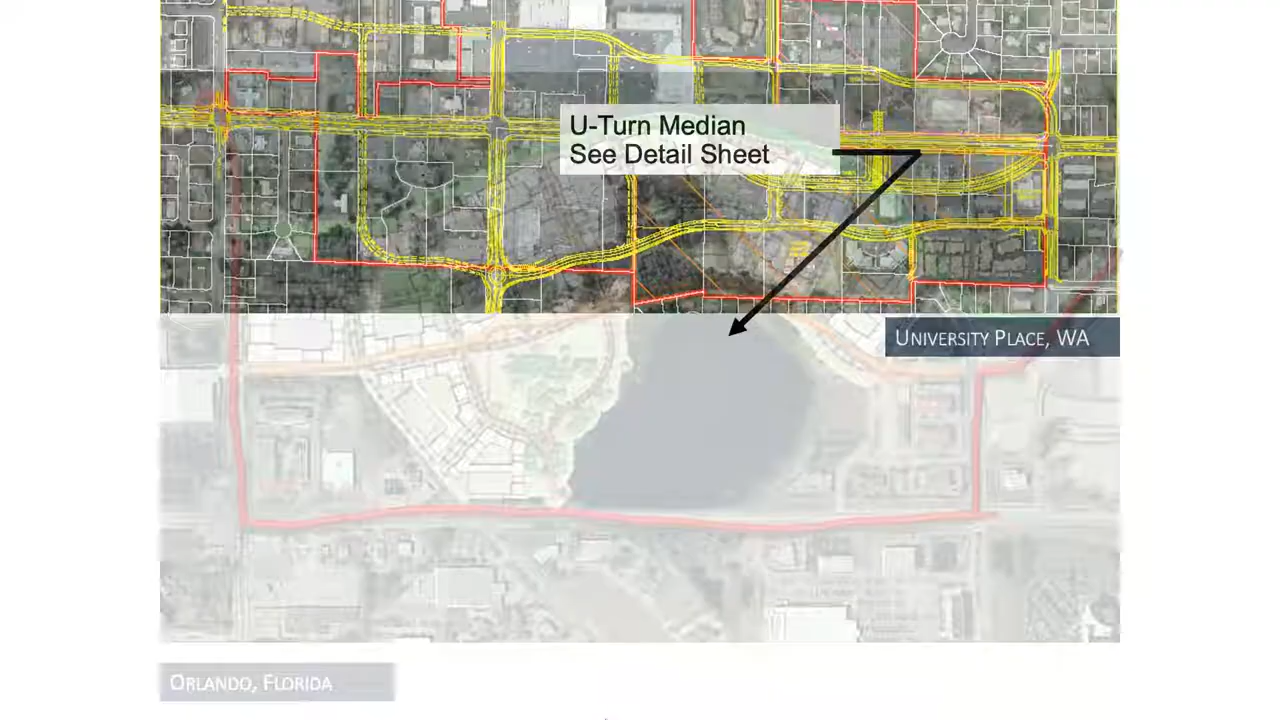 U-Turn Median
See Detail Sheet
UNIVERSITY PLACE, WA
ORLANDO, FLORIDA